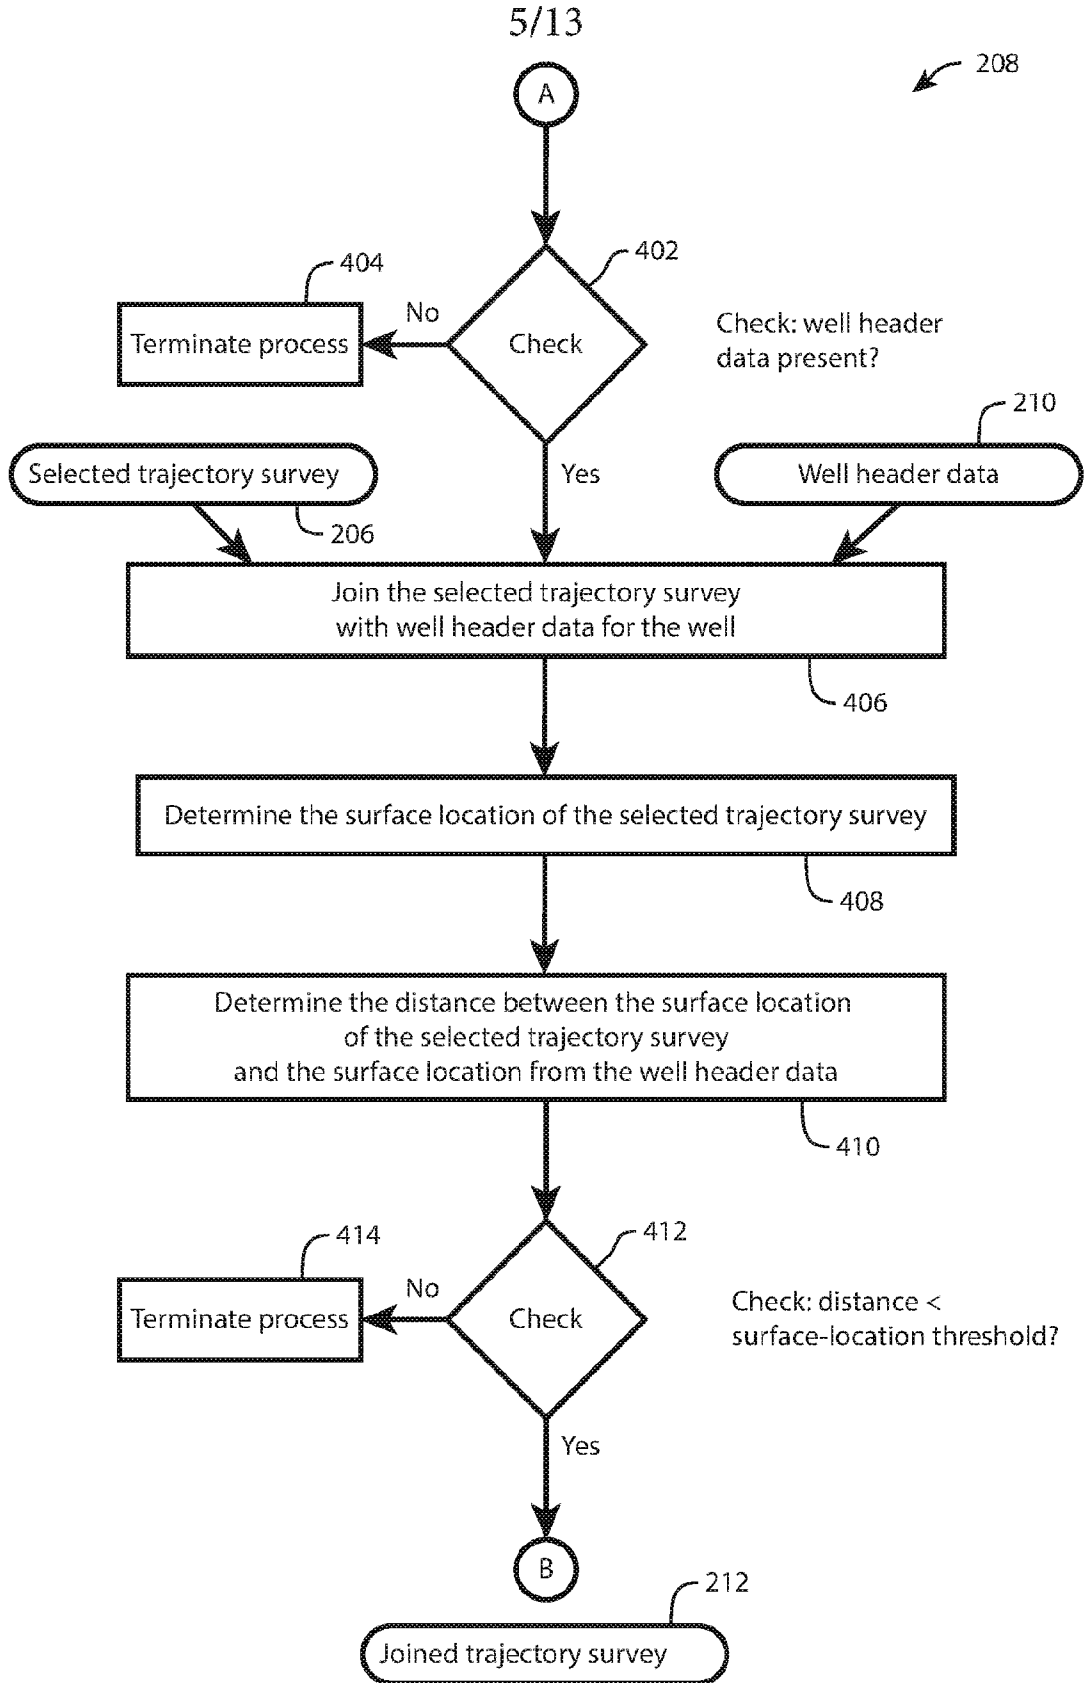 5/13
208
A
402
404
No
Terminate process
Check
Check: well header
data present?
210
Selected trajectory survey
Yes
Well header data
206
Join the selected trajectory survey
with well header data for the well
406
Determine the surface location of the selected trajectory survey
408
Determine the distance between the surface location
of the selected trajectory survey
and the surface location from the well header data
410
412
414
No
Terminate process
Check
Check: distance <
surface-location threshold?
Yes
B
212
Joined trajectory survey